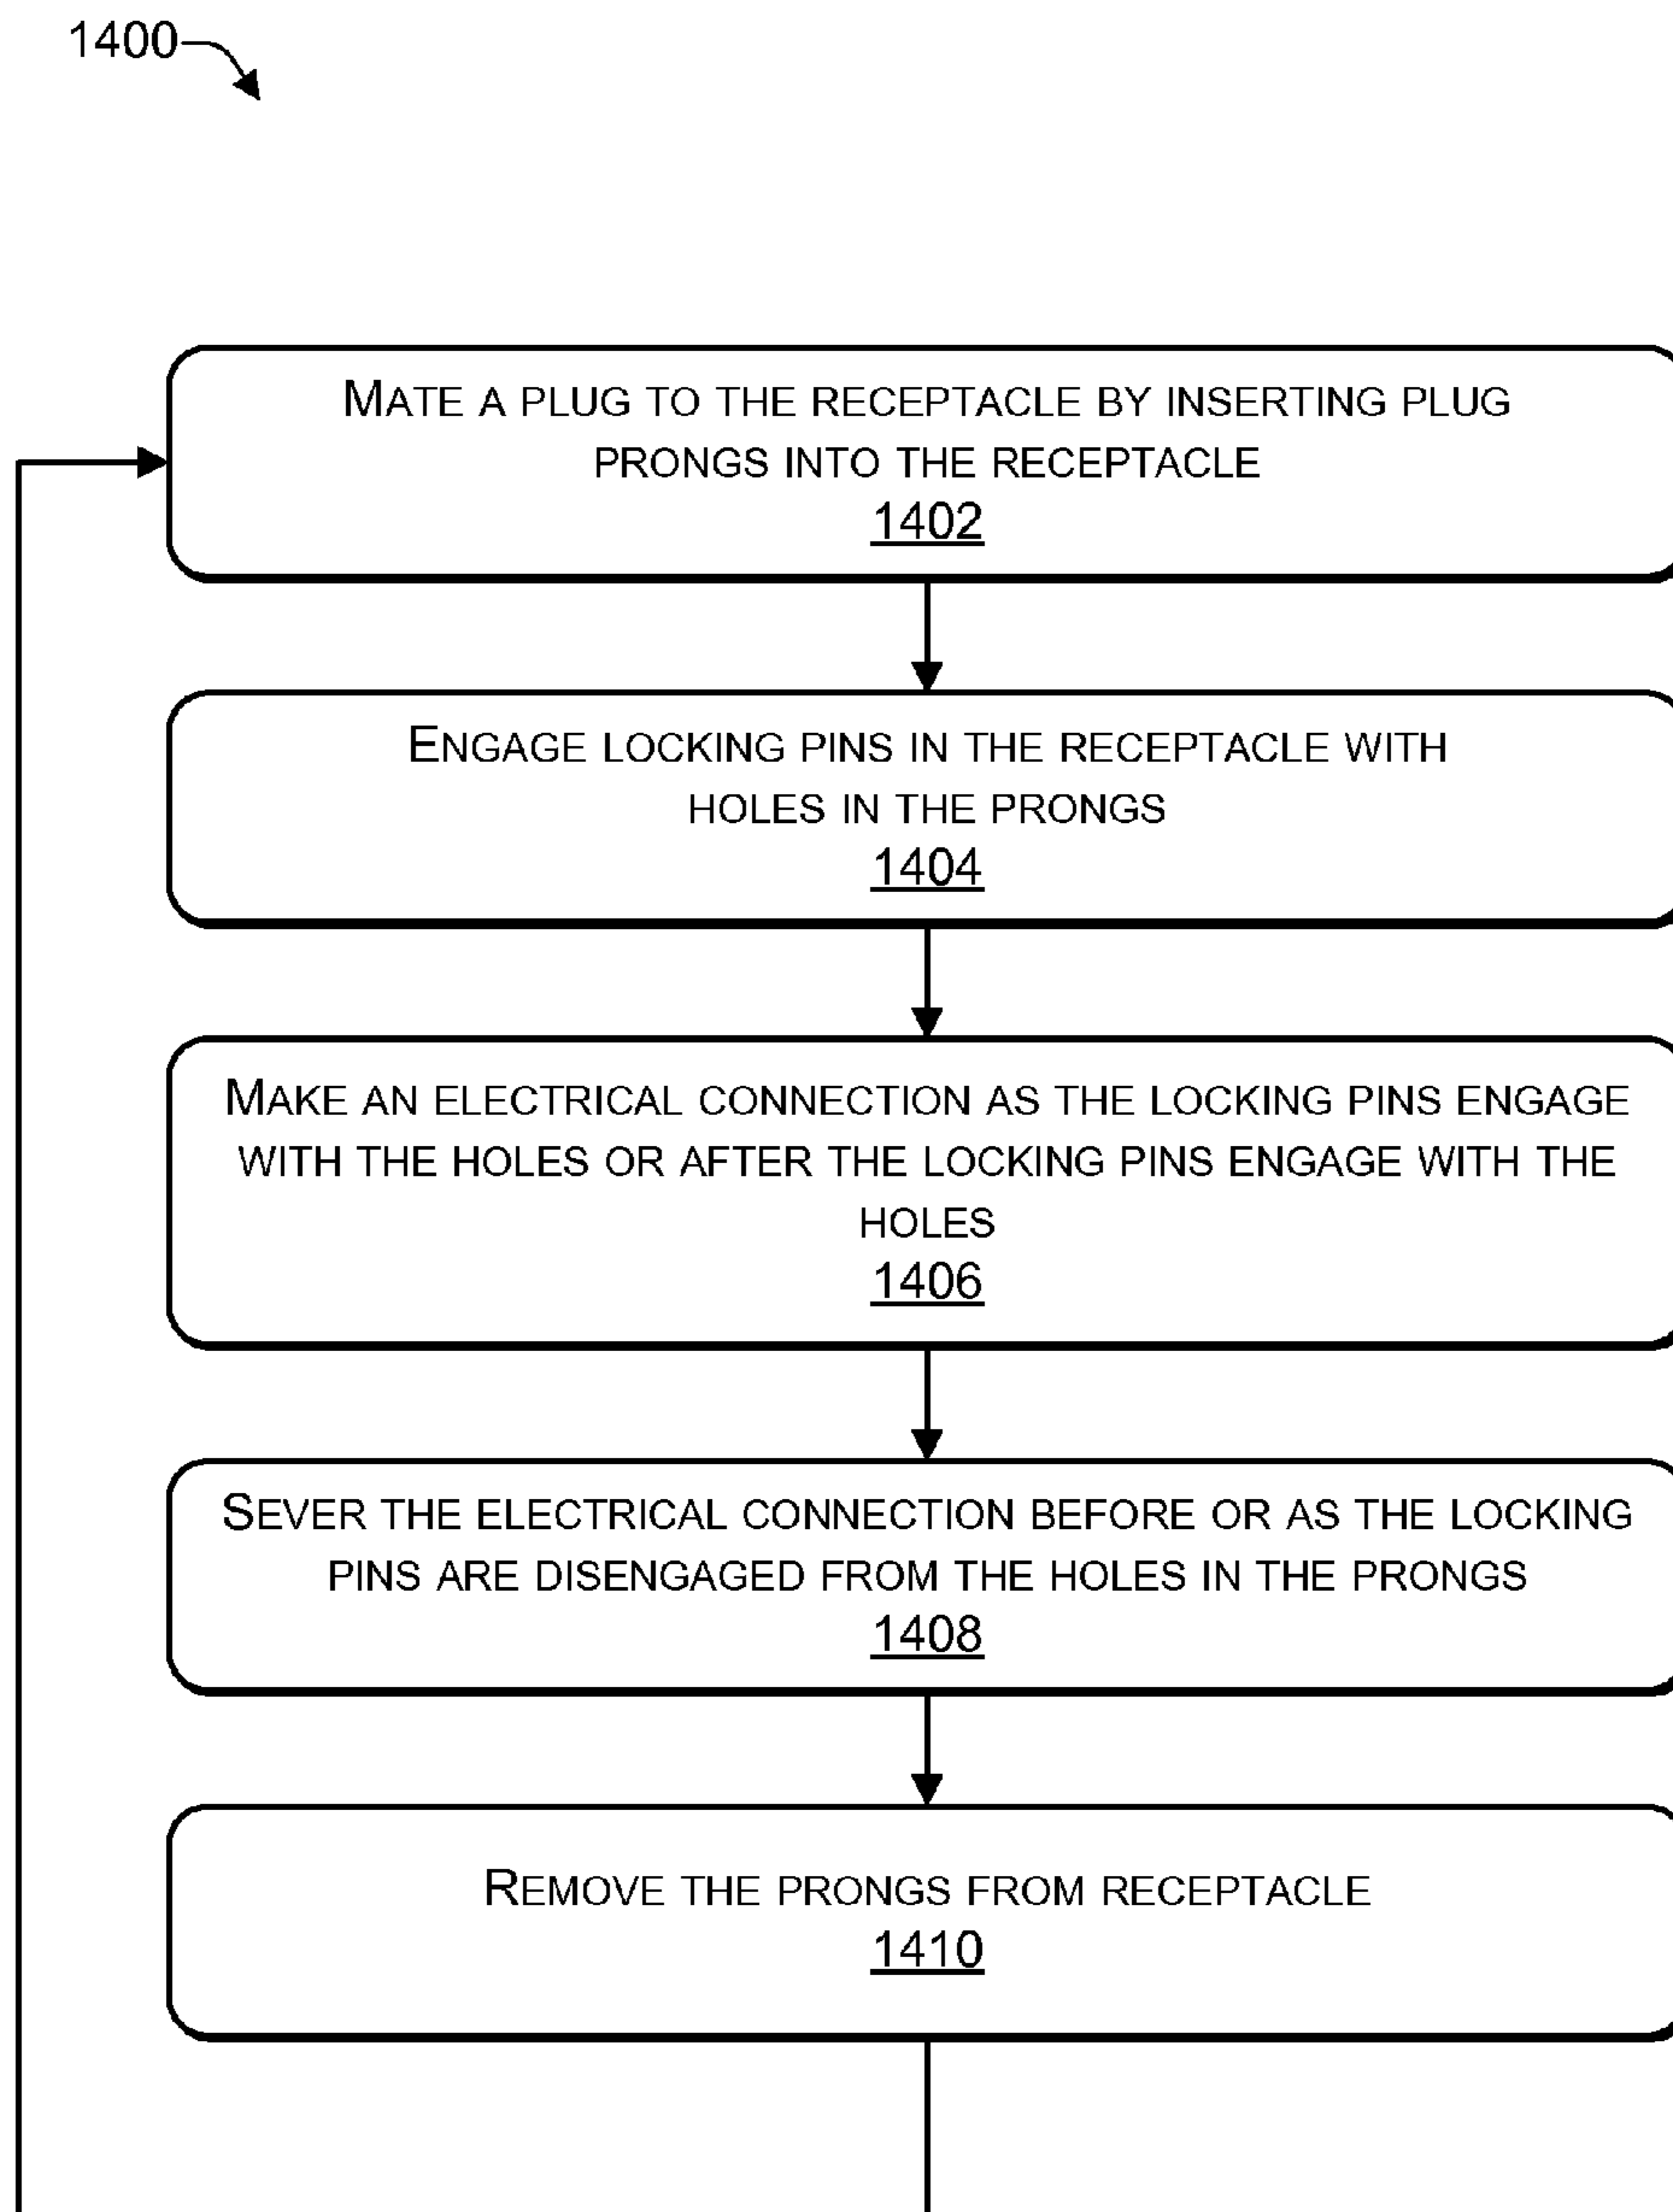 1400
MATE A PLUG TO THE RECEPTACLE BY INSERTING PLUG
PRONGS INTO THE RECEPTACLE
1402
ENGAGE LOCKING PINS IN THE RECEPTACLE WITH
HOLES IN THE PRONGS
1404
MAKE AN ELECTRICAL CONNECTION AS THE LOCKING PINS ENGAGE
WITH THE HOLES OR AFTER THE LOCKING PINS ENGAGE WITH THE
HOLES
1406
SEVER THE ELECTRICAL CONNECTION BEFORE OR AS THE LOCKING
PINS ARE DISENGAGED FROM THE HOLES IN THE PRONGS
1408
REMOVE THE PRONGS FROM RECEPTACLE
1410